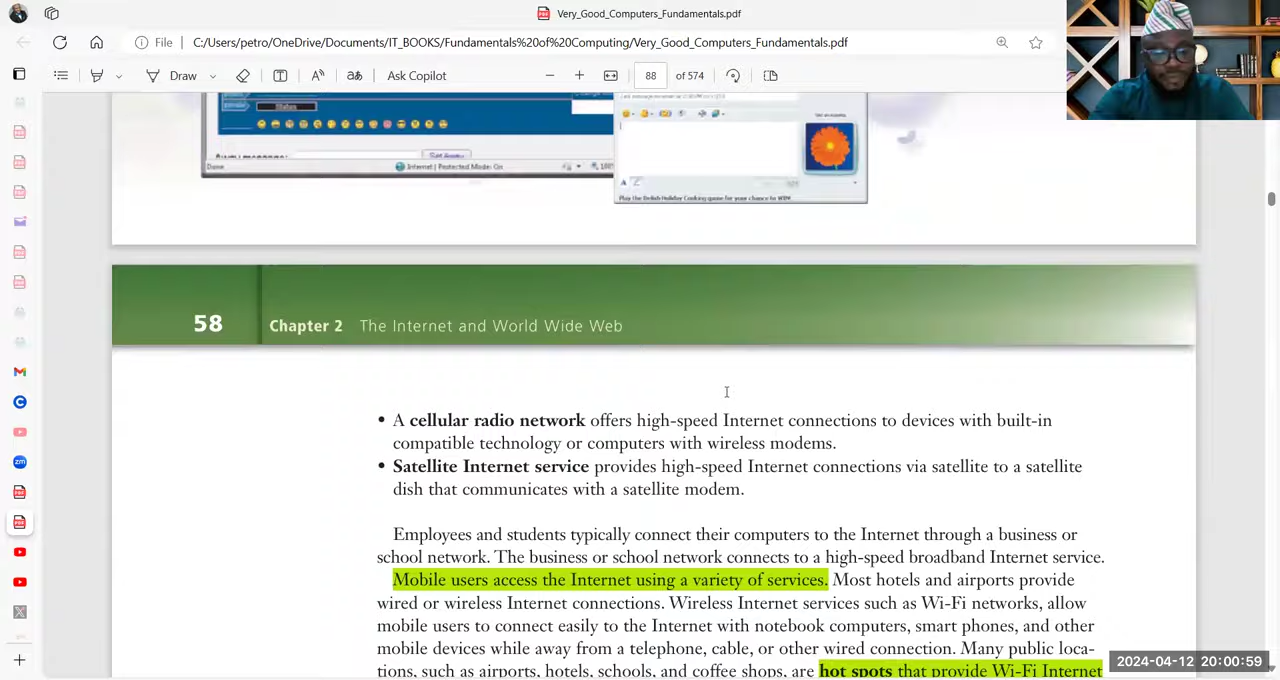 Very_Good_Computers_Fundamentals.pdf
File
C:/Users/petro/OneDrive/Documents/IT_BOOKS/Fundamentals%20of%20Computing/Very_Good_Computers_Fundamentals.pdf
Draw
Ask Copilot
88 of 574
Done
Internet | Protected Mode: On
58 Chapter 2 The Internet and World Wide Web
• A cellular radio network offers high-speed Internet connections to devices with built-in
compatible technology or computers with wireless modems.
• Satellite Internet service provides high-speed Internet connections via satellite to a satellite
dish that communicates with a satellite modem.
Employees and students typically connect their computers to the Internet through a business or
school network. The business or school network connects to a high-speed broadband Internet service.
Mobile users access the Internet using a variety of services. Most hotels and airports provide
wired or wireless Internet connections. Wireless Internet services such as Wi-Fi networks, allow
mobile users to connect easily to the Internet with notebook computers, smart phones, and other
mobile devices while away from a telephone, cable, or other wired connection. Many public loca-
tions, such as airports, hotels, schools, and coffee shops, are hot spots that provide Wi-Fi Internet
2024-04-12 20:00:59